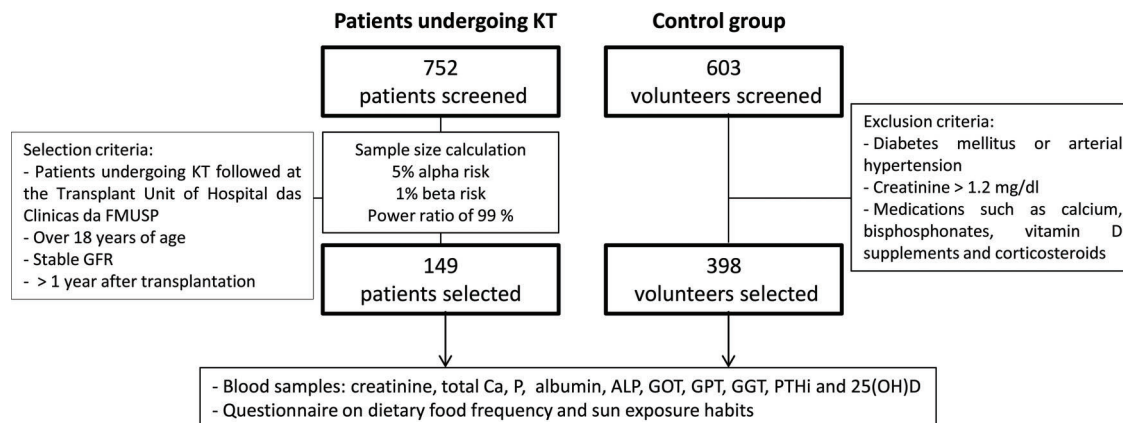 Patients undergoing KT
Control group
752
patients screened
603
volunteers screened
Selection criteria:
- Patients undergoing KT followed at
the Transplant Unit of Hospital das
Clinicas da FMUSP
- Over 18 years of age
- Stable GFR
- > 1 year after transplantation
Sample size calculation
5% alpha risk
1% beta risk
Power ratio of 99 %
Exclusion criteria:
- Diabetes mellitus or arterial
hypertension
- Creatinine > 1.2 mg/dl
- Medications such as calcium,
bisphosphonates, vitamin D
supplements and corticosteroids
149
patients selected
398
volunteers selected
- Blood samples: creatinine, total Ca, P, albumin, ALP, GOT, GPT, GGT, PTHi and 25(OH)D
- Questionnaire on dietary food frequency and sun exposure habits